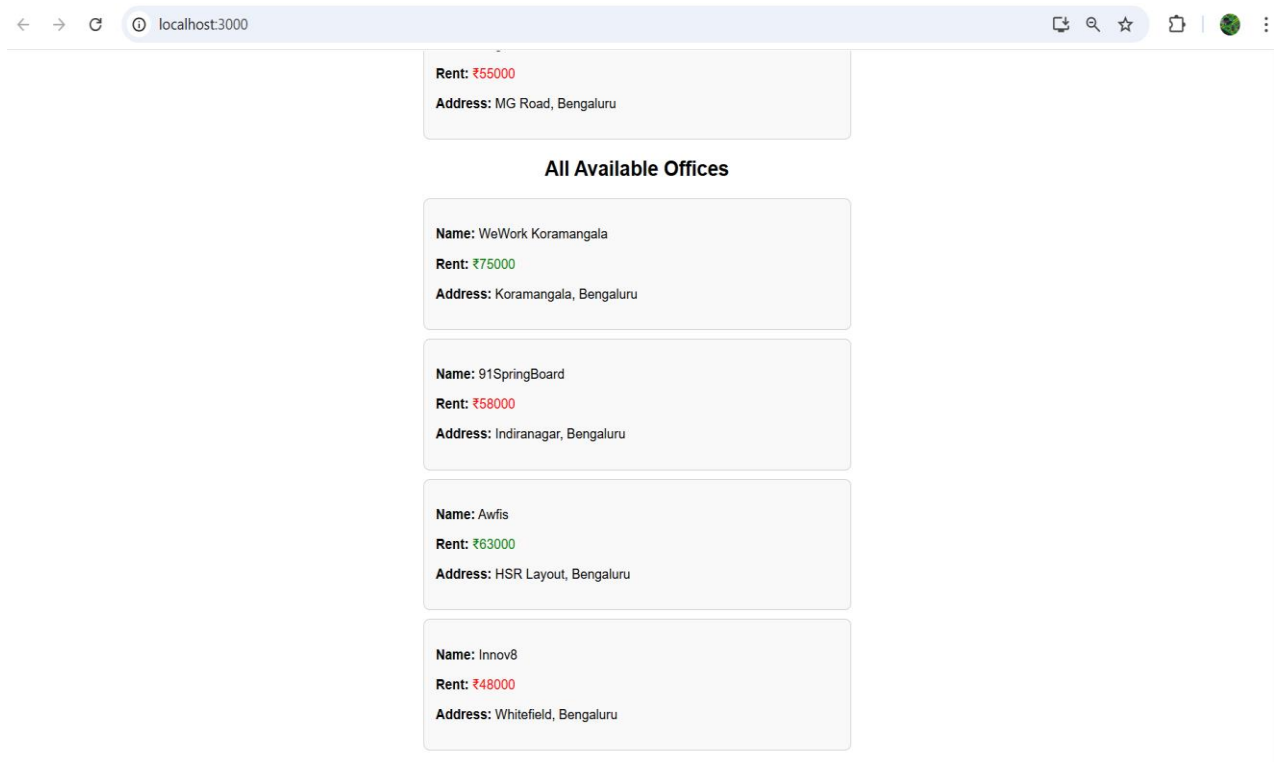 localhost:3000
Rent: ₹55000
Address: MG Road, Bengaluru
All Available Offices
Name: WeWork Koramangala
Rent: ₹75000
Address: Koramangala, Bengaluru
Name: 91SpringBoard
Rent: ₹58000
Address: Indiranagar, Bengaluru
Name: Awfis
Rent: ₹63000
Address: HSR Layout, Bengaluru
Name: Innov8
Rent: ₹48000
Address: Whitefield, Bengaluru